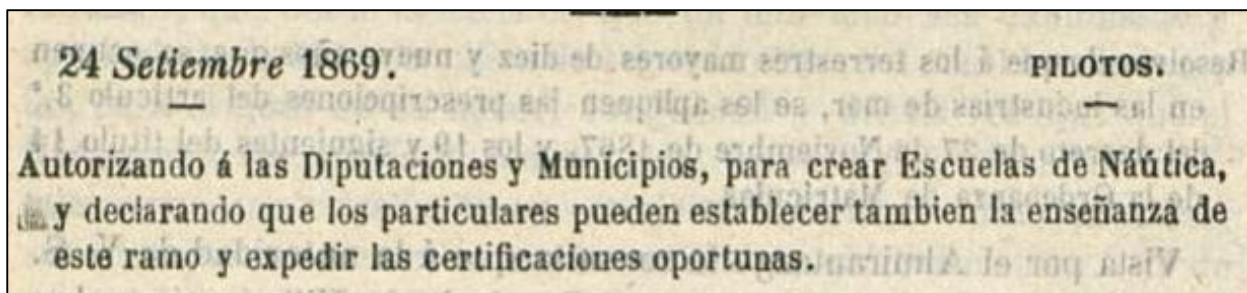 24 Setiembre 1869. PILOTOS.
Autorizando á las Diputaciones y Municipios, para crear Escuelas de Náutica,
y declarando que los particulares pueden establecer tambien la enseñanza de
este ramo y expedir las certificaciones oportunas.